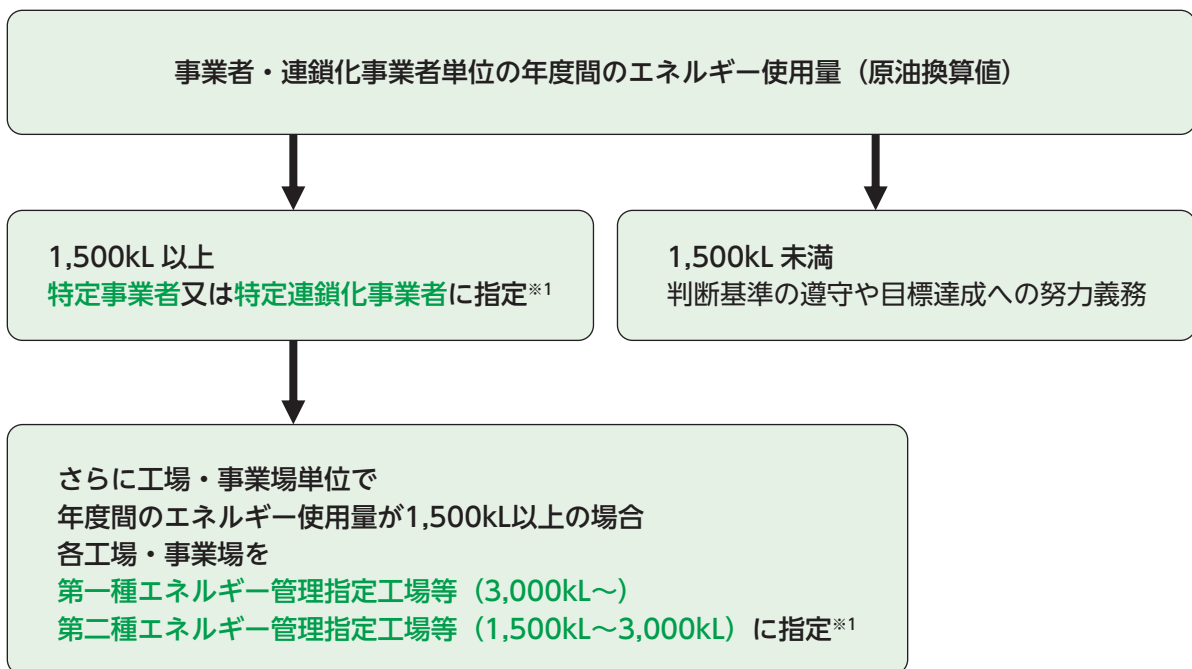 事業者・連鎖化事業者単位の年度間のエネルギー使用量（原油換算値）
1,500kL 以上
特定事業者又は特定連鎖化事業者に指定※1
1,500kL 未満
判断基準の遵守や目標達成への努力義務
さらに工場・事業場単位で
年度間のエネルギー使用量が1,500kL以上の場合
各工場・事業場を
第一種エネルギー管理指定工場等（3,000kL～）
第二種エネルギー管理指定工場等（1,500kL～3,000kL）に指定※1